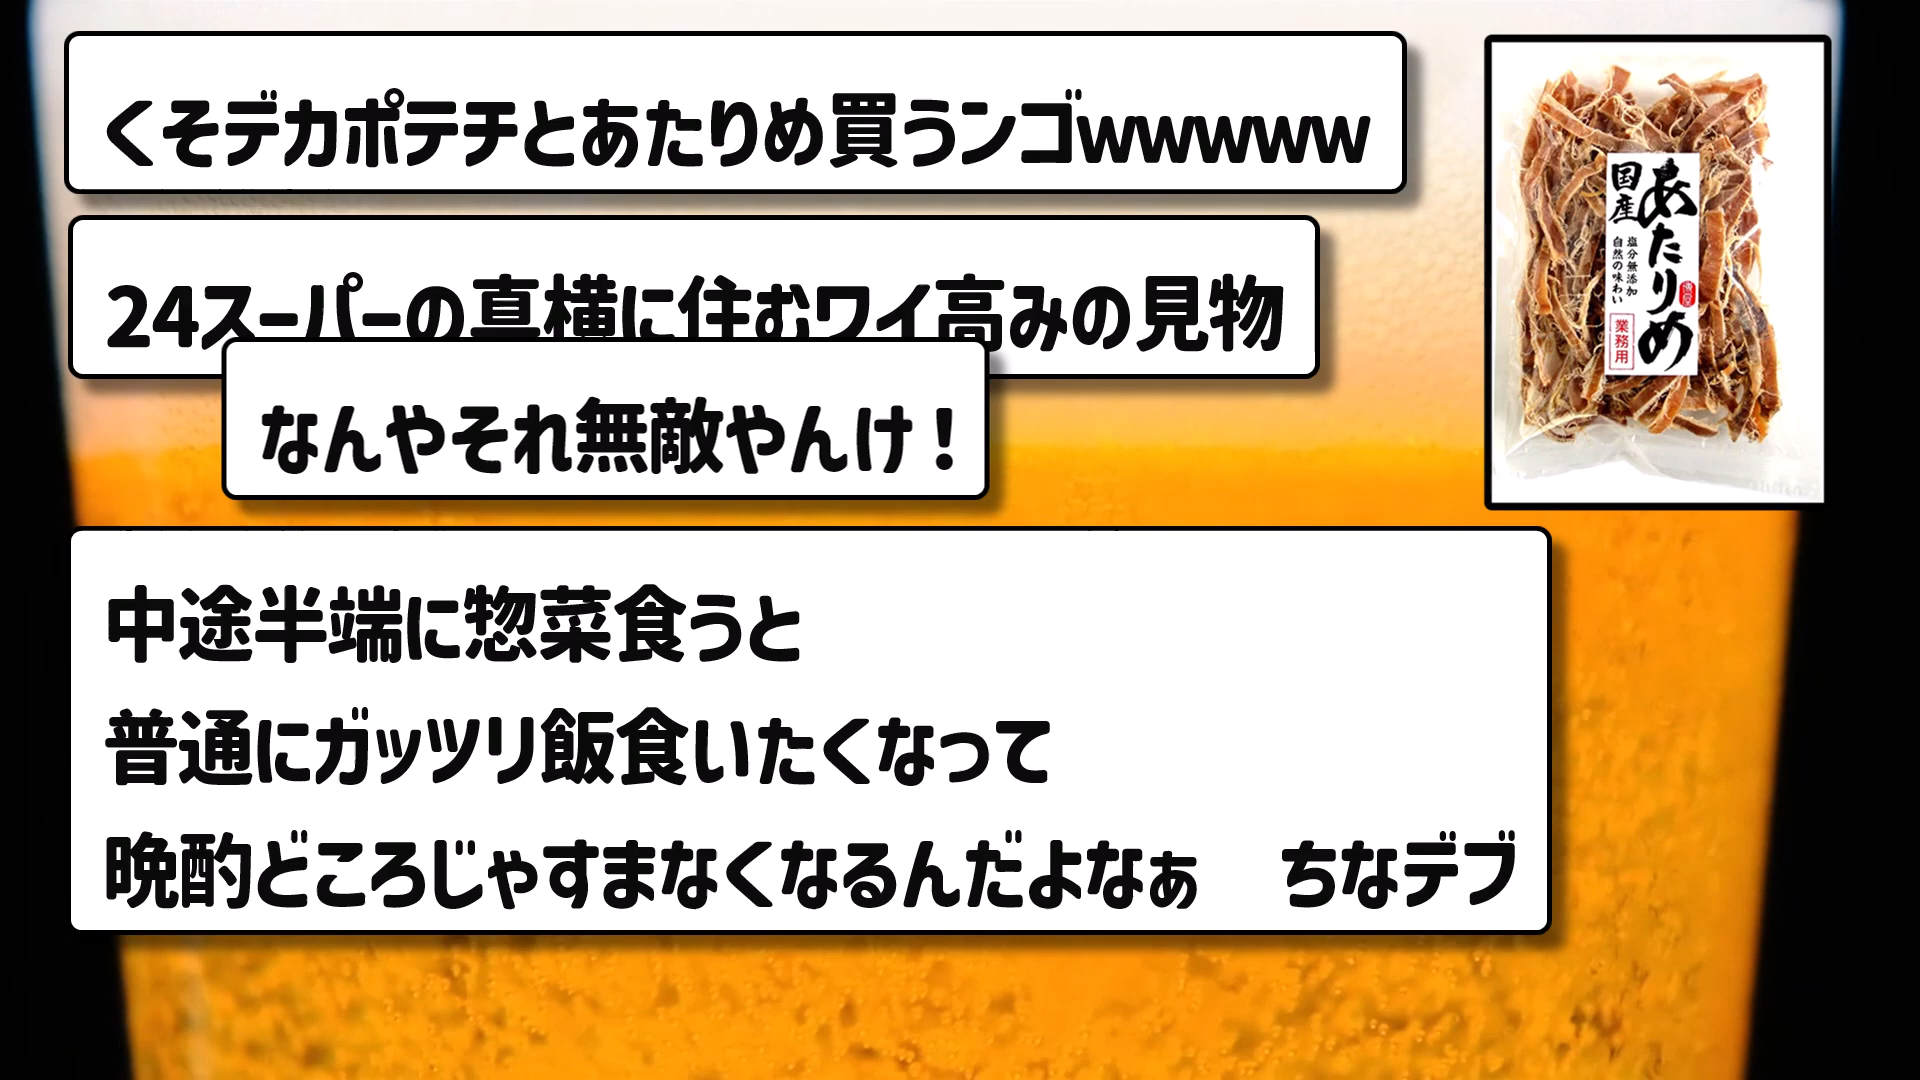 くそデカポテチとあたりめ買うンゴwwwww
24スーパーの真横に住むワイ高みの見物
なんやそれ無敵やんけ！
中途半端に惣菜食うと
普通にガッツリ飯食いたくなって
晩酌どころじゃすまなくなるんだよなぁ　ちなデブ
国産
あたりめ
塩分無添加
自然の味わい
業務用